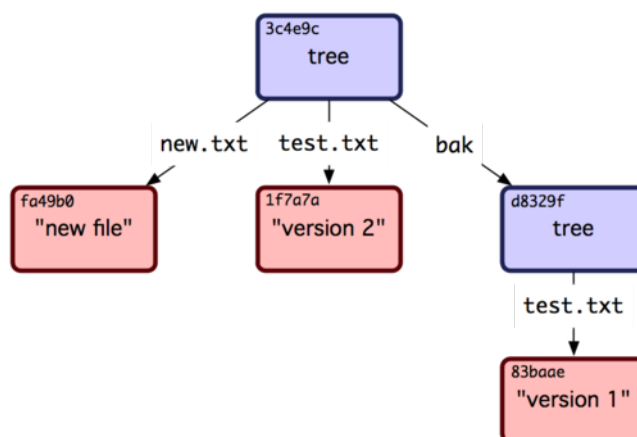 3c4e9c
tree
new.txt
test.txt
bak
fa49b0
"new file"
1f7a7a
"version 2"
d8329f
tree
test.txt
83baae
"version 1"